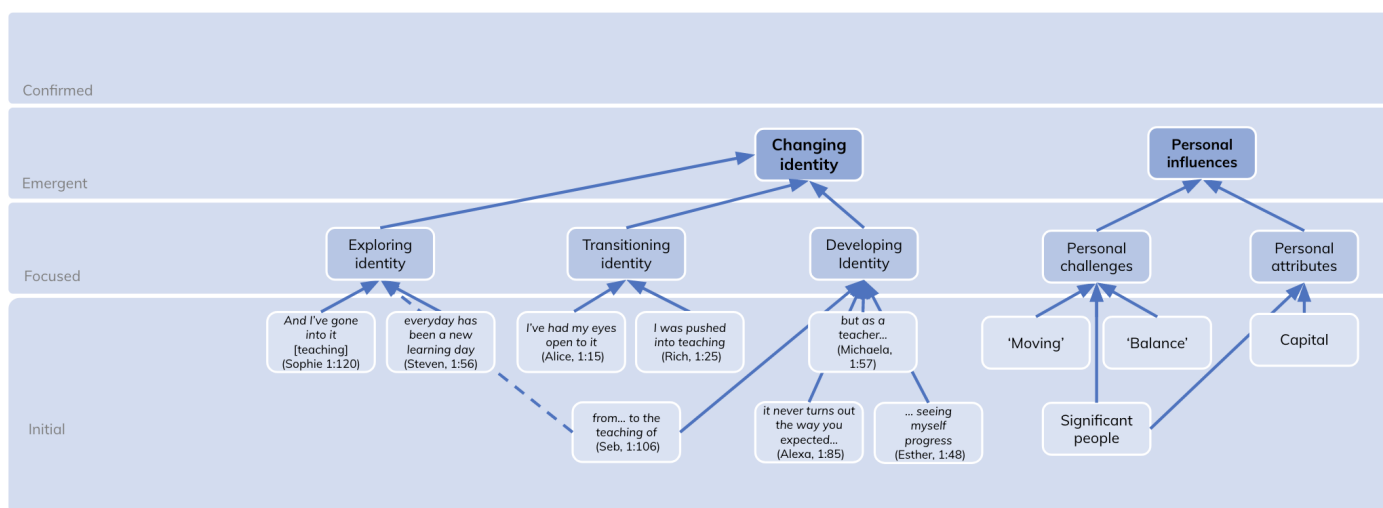 Confirmed
Changing
identity
Personal
influences
Emergent
Exploring
identity
Transitioning
identity
Developing
Identity
Personal
challenges
Personal
attributes
Focused
And I’ve gone
into it
[teaching]
(Sophie 1:120)
everyday has
been a new
learning day
(Steven, 1:56)
I’ve had my eyes
open to it
(Alice, 1:15)
I was pushed
into teaching
(Rich, 1:25)
but as a
teacher...
(Michaela,
1:57)
‘Moving’
‘Balance’
Capital
Initial
from... to the
teaching of
(Seb, 1:106)
it never turns out
the way you
expected...
(Alexa, 1:85)
... seeing
myself
progress
(Esther, 1:48)
Significant
people